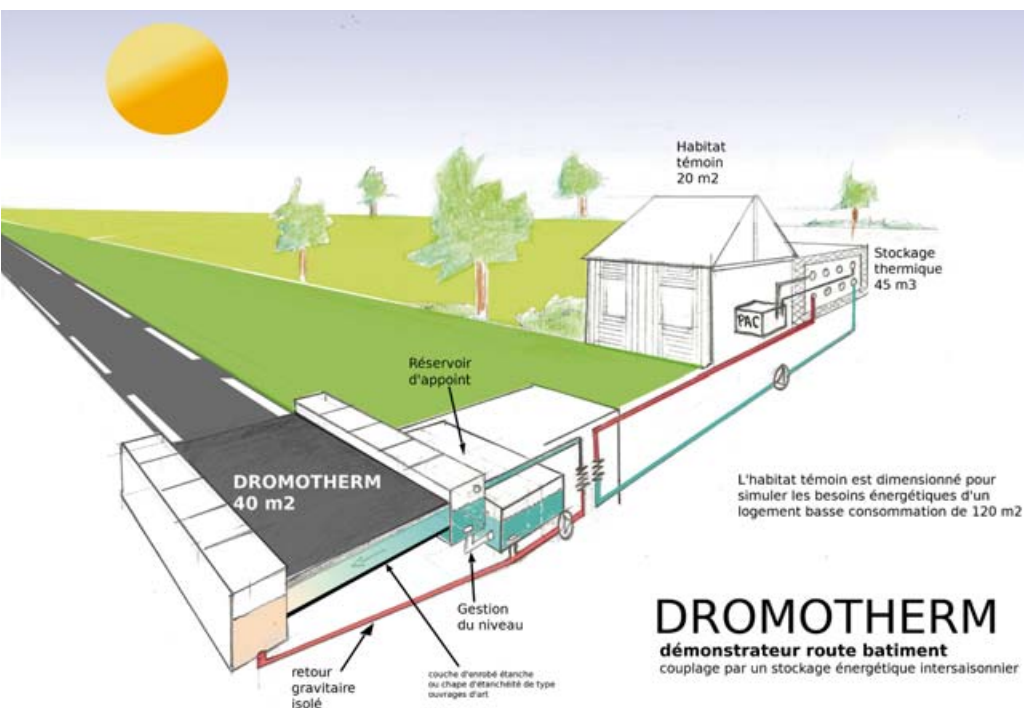 Habitat
témoin
20 m2
Stockage
thermique
45 m3
PAC
Réservoir
d'appoint
DROMOTHERM
40 m2
L'habitat témoin est dimensionné pour
simuler les besoins énergétiques d'un
logement basse consommation de 120 m2
Gestion
du niveau
retour
gravitaire
isolé
couche d'enrobé étanche
ou chape d'étanchéité de type
ouvrages d'art
DROMOTHERM
démonstrateur route batiment
couplage par un stockage énergétique intersaisonnier